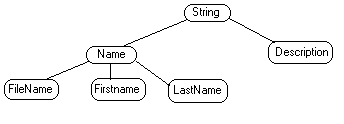 String
Name
Description
FileName
Firstname
LastName